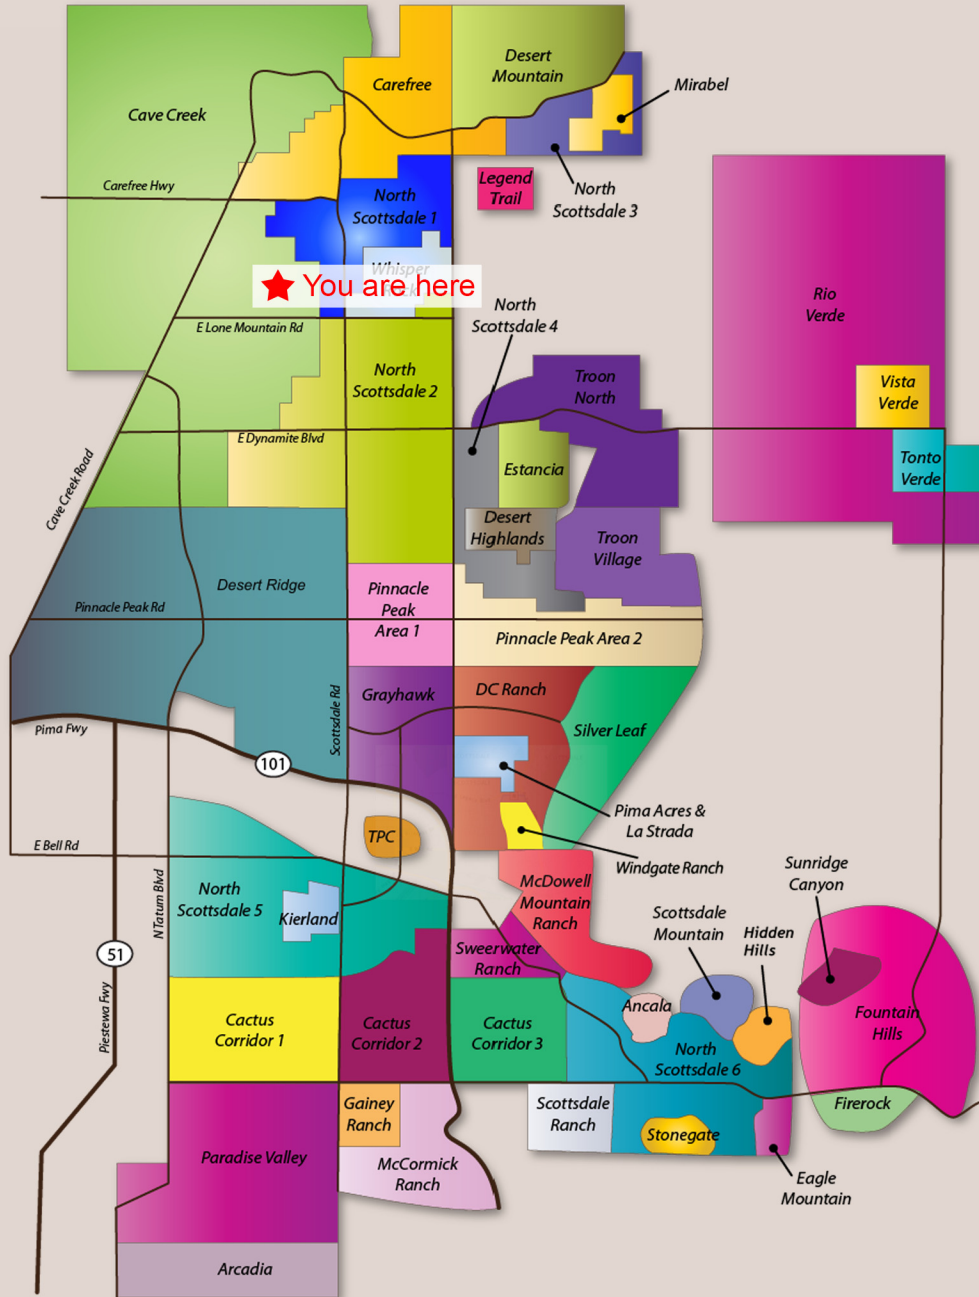 Desert
Mountain
Carefree
Mirabel
Cave Creek
Carefree Hwy
Legend
Trail
North
Scottsdale 3
North
Scottsdale 1
Whisper
You are here
Rio
Verde
North
Scottsdale 4
E Lone Mountain Rd
North
Scottsdale 2
Troon
North
Vista
Verde
E Dynamite Blvd
Cave Creek Road
Estancia
Tonto
Verde
Desert
Highlands
Troon
Village
Desert Ridge
Pinnacle
Peak
Area 1
Pinnacle Peak Rd
Pinnacle Peak Area 2
Grayhawk
DC Ranch
Scottsdale Rd
Silver Leaf
Pima Fwy
101
Pima Acres &
La Strada
TPC
Windgate Ranch
E Bell Rd
Sunridge
Canyon
N Tatum Blvd
North
Scottsdale 5
Kierland
McDowell
Mountain
Ranch
Scottsdale
Mountain
Hidden
Hills
51
Sweerwater
Ranch
Piestewa Fwy
Ancala
Fountain
Hills
Cactus
Corridor 1
Cactus
Corridor 2
Cactus
Corridor 3
North
Scottsdale 6
Gainey
Ranch
Scottsdale
Ranch
Firerock
Stonegate
Paradise Valley
McCormick
Ranch
Eagle
Mountain
Arcadia